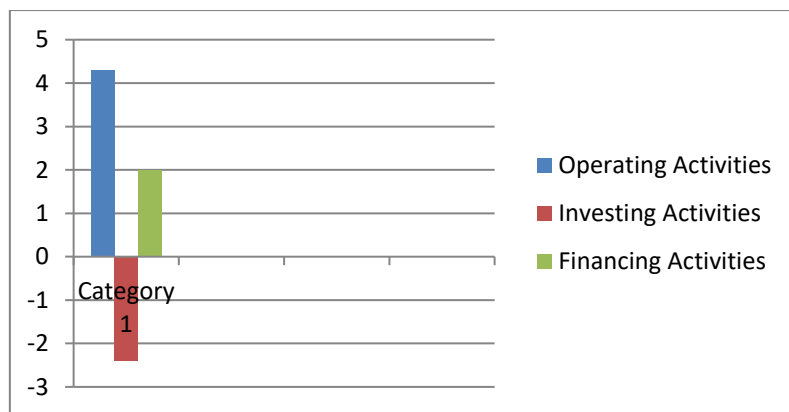 5
4
3
2
1
0
-1
-2
-3
Category
1
Operating Activities
Investing Activities
Financing Activities